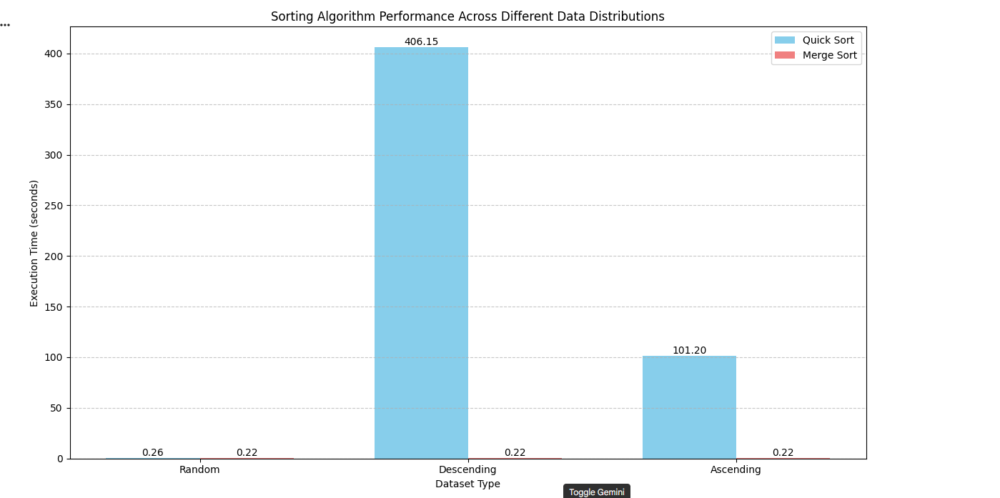 ...
Sorting Algorithm Performance Across Different Data Distributions
Quick Sort
Merge Sort
Execution Time (seconds)
400
350
300
250
200
150
100
50
0
406.15
101.20
0.26
0.22
0.22
0.22
Random
Descending
Ascending
Dataset Type
Toggle Gemini